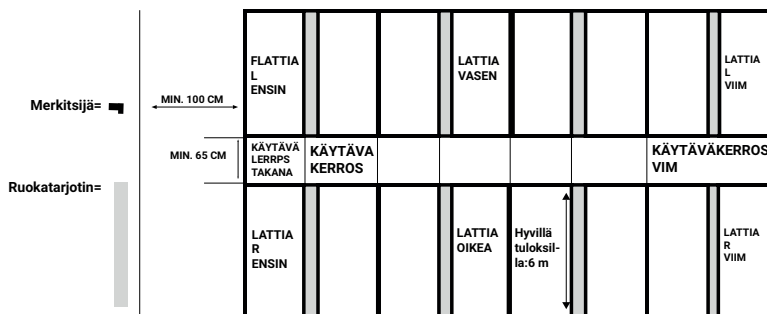 FLATTIA
L
ENSIN
LATTIA
VASEN
LATTIA
L
VIIM
Merkitsijä=
MIN. 100 CM
MIN. 65 CM
KÄYTÄVÄ
LERRPS
TAKANA
KÄYTÄVA
KERROS
KÄYTÄVÄKERROS
VIM
Ruokatarjotin=
LATTIA
R
ENSIN
LATTIA
OIKEA
Hyvillä
tuloksil-
la:6 m
LATTIA
R
VIIM